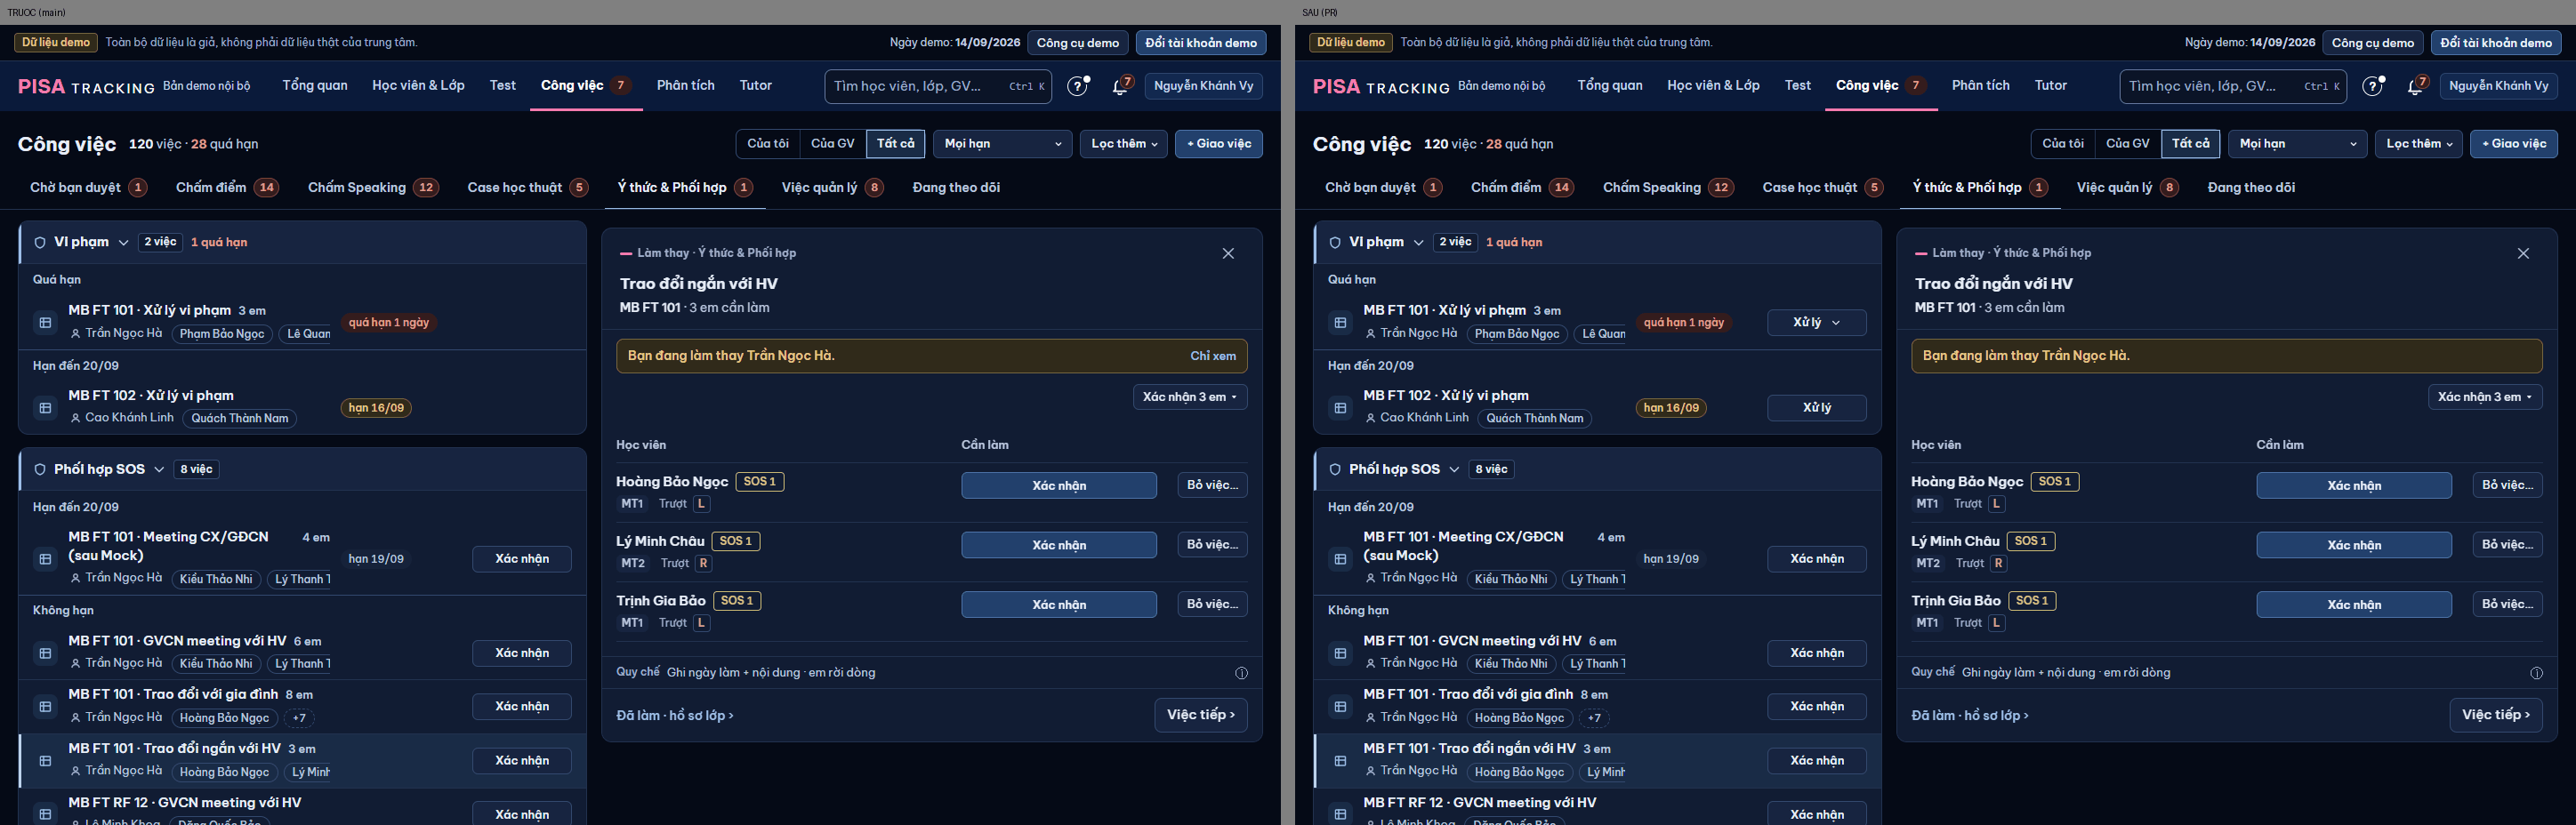 TRUOC (main)
Dữ liệu demo Toàn bộ dữ liệu là giả, không phải dữ liệu thật của trung tâm. Ngày demo: 14/09/2026 Công cụ demo Đổi tài khoản demo
PISA TRACKING Bản demo nội bộ Tổng quan Học viên & Lớp Test Công việc 7 Phân tích Tutor Tìm học viên, lớp, GV... Ctrl K ? 7 Nguyễn Khánh Vy
Công việc 120 việc · 28 quá hạn Của tôi Của GV Tất cả Mọi hạn Lọc thêm + Giao việc
Chờ bạn duyệt 1 Chấm điểm 14 Chấm Speaking 12 Case học thuật 5 Ý thức & Phối hợp 1 Việc quản lý 8 Đang theo dõi
Vi phạm 2 việc 1 quá hạn
Quá hạn
MB FT 101 · Xử lý vi phạm 3 em
Trần Ngọc Hà Phạm Bảo Ngọc Lê Quan
quá hạn 1 ngày
Hạn đến 20/09
MB FT 102 · Xử lý vi phạm
Cao Khánh Linh Quách Thành Nam
hạn 16/09
Phối hợp SOS 8 việc
Hạn đến 20/09
MB FT 101 · Meeting CX/GĐCN (sau Mock) 4 em
Trần Ngọc Hà Kiều Thảo Nhi Lý Thanh T
hạn 19/09 Xác nhận
Không hạn
MB FT 101 · GVCN meeting với HV 6 em
Trần Ngọc Hà Kiều Thảo Nhi Lý Thanh T
Xác nhận
MB FT 101 · Trao đổi với gia đình 8 em
Trần Ngọc Hà Hoàng Bảo Ngọc +7
Xác nhận
MB FT 101 · Trao đổi ngắn với HV 3 em
Trần Ngọc Hà Hoàng Bảo Ngọc Lý Minh
Xác nhận
MB FT RF 12 · GVCN meeting với HV
Lê Minh Khoa Đặng Quốc Bảo
Xác nhận
Làm thay · Ý thức & Phối hợp
Trao đổi ngắn với HV
MB FT 101 · 3 em cần làm
Bạn đang làm thay Trần Ngọc Hà. Chỉ xem
Xác nhận 3 em
Học viên Cần làm
Hoàng Bảo Ngọc SOS 1 Xác nhận Bỏ việc...
MT1 Trượt L
Lý Minh Châu SOS 1 Xác nhận Bỏ việc...
MT2 Trượt R
Trịnh Gia Bảo SOS 1 Xác nhận Bỏ việc...
MT1 Trượt L
Quy chế Ghi ngày làm + nội dung · em rời dòng
Đã làm · hồ sơ lớp › Việc tiếp ›
SAU (PR)
Dữ liệu demo Toàn bộ dữ liệu là giả, không phải dữ liệu thật của trung tâm. Ngày demo: 14/09/2026 Công cụ demo Đổi tài khoản demo
PISA TRACKING Bản demo nội bộ Tổng quan Học viên & Lớp Test Công việc 7 Phân tích Tutor Tìm học viên, lớp, GV... Ctrl K ? 7 Nguyễn Khánh Vy
Công việc 120 việc · 28 quá hạn Của tôi Của GV Tất cả Mọi hạn Lọc thêm + Giao việc
Chờ bạn duyệt 1 Chấm điểm 14 Chấm Speaking 12 Case học thuật 5 Ý thức & Phối hợp 1 Việc quản lý 8 Đang theo dõi
Vi phạm 2 việc 1 quá hạn
Quá hạn
MB FT 101 · Xử lý vi phạm 3 em
Trần Ngọc Hà Phạm Bảo Ngọc Lê Quan
quá hạn 1 ngày Xử lý
Hạn đến 20/09
MB FT 102 · Xử lý vi phạm
Cao Khánh Linh Quách Thành Nam
hạn 16/09 Xử lý
Phối hợp SOS 8 việc
Hạn đến 20/09
MB FT 101 · Meeting CX/GĐCN (sau Mock) 4 em
Trần Ngọc Hà Kiều Thảo Nhi Lý Thanh T
hạn 19/09 Xác nhận
Không hạn
MB FT 101 · GVCN meeting với HV 6 em
Trần Ngọc Hà Kiều Thảo Nhi Lý Thanh T
Xác nhận
MB FT 101 · Trao đổi với gia đình 8 em
Trần Ngọc Hà Hoàng Bảo Ngọc +7
Xác nhận
MB FT 101 · Trao đổi ngắn với HV 3 em
Trần Ngọc Hà Hoàng Bảo Ngọc Lý Minh
Xác nhận
MB FT RF 12 · GVCN meeting với HV
Lê Minh Khoa Đặng Quốc Bảo
Xác nhận
Làm thay · Ý thức & Phối hợp
Trao đổi ngắn với HV
MB FT 101 · 3 em cần làm
Bạn đang làm thay Trần Ngọc Hà.
Xác nhận 3 em
Học viên Cần làm
Hoàng Bảo Ngọc SOS 1 Xác nhận Bỏ việc...
MT1 Trượt L
Lý Minh Châu SOS 1 Xác nhận Bỏ việc...
MT2 Trượt R
Trịnh Gia Bảo SOS 1 Xác nhận Bỏ việc...
MT1 Trượt L
Quy chế Ghi ngày làm + nội dung · em rời dòng
Đã làm · hồ sơ lớp › Việc tiếp ›